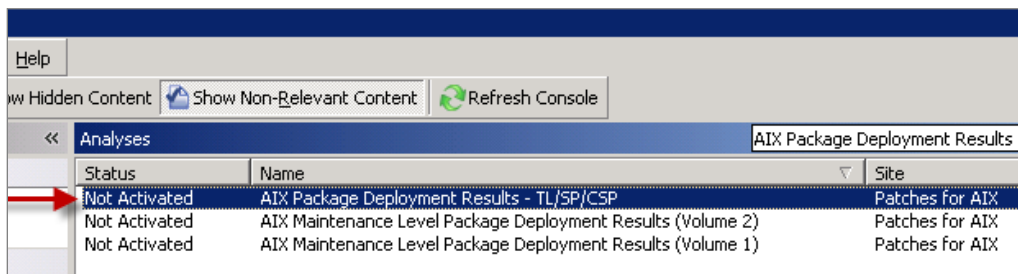 Help
ow Hidden Content Show Non-Relevant Content Refresh Console
« Analyses AIX Package Deployment Results
Status Name Site
Not Activated AIX Package Deployment Results - TL/SP/CSP Patches for AIX
Not Activated AIX Maintenance Level Package Deployment Results (Volume 2) Patches for AIX
Not Activated AIX Maintenance Level Package Deployment Results (Volume 1) Patches for AIX